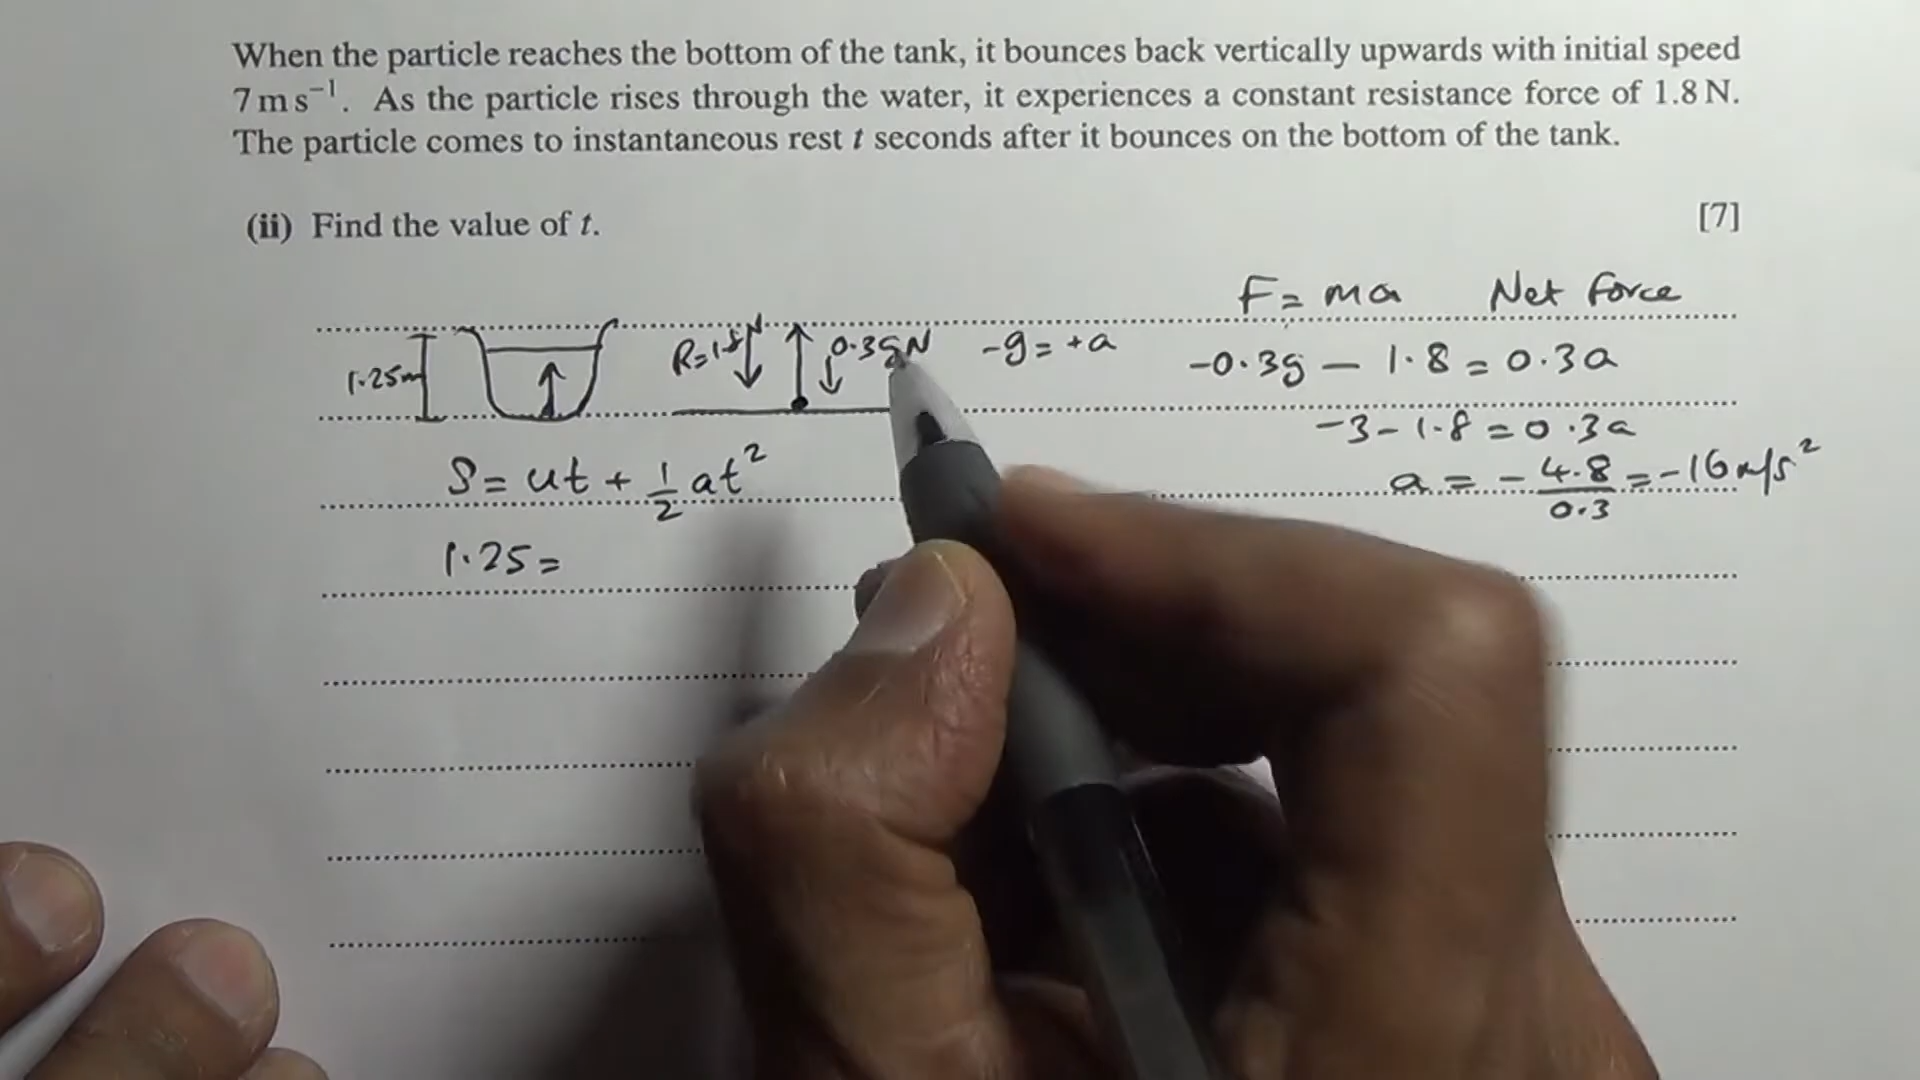 When the particle reaches the bottom of the tank, it bounces back vertically upwards with initial speed
7 m s⁻¹. As the particle rises through the water, it experiences a constant resistance force of 1.8 N.
The particle comes to instantaneous rest t seconds after it bounces on the bottom of the tank.
(ii) Find the value of t. [7]
F = ma Net force
1.25m R=1.8N 0.3gN -g = +a -0.3g - 1.8 = 0.3a
-3 - 1.8 = 0.3a
S = ut + 1/2 at² a = -4.8/0.3 = -16 m/s²
1.25 =